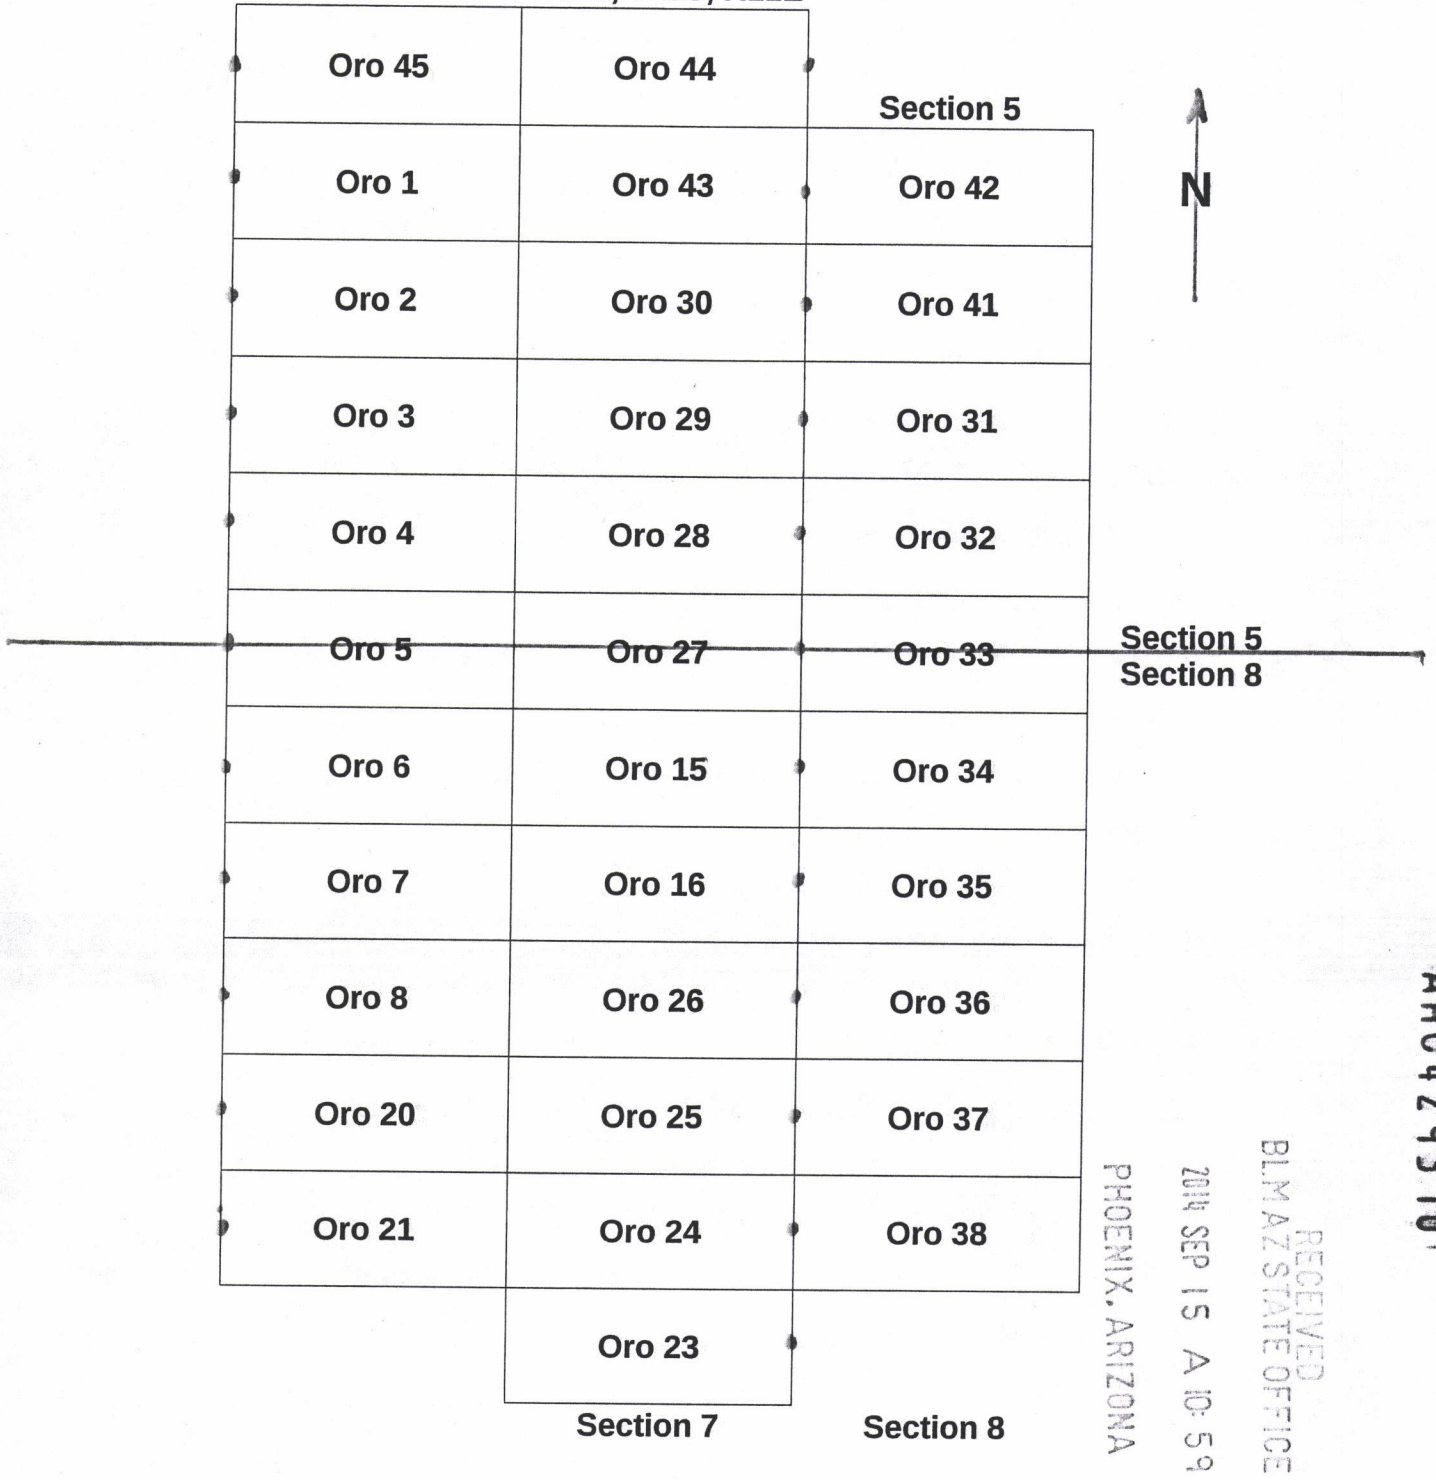 Oro 45 Oro 44
Section 5
Oro 1 Oro 43 Oro 42
N
Oro 2 Oro 30 Oro 41
Oro 3 Oro 29 Oro 31
Oro 4 Oro 28 Oro 32
Section 5
Oro 5 Oro 27 Oro 33
Section 8
Oro 6 Oro 15 Oro 34
Oro 7 Oro 16 Oro 35
Oro 8 Oro 26 Oro 36
Oro 20 Oro 25 Oro 37
Oro 21 Oro 24 Oro 38
Oro 23
Section 7 Section 8
RECEIVED
BLM AZ STATE OFFICE
2014 SEP 15 A 10:59
PHOENIX, ARIZONA